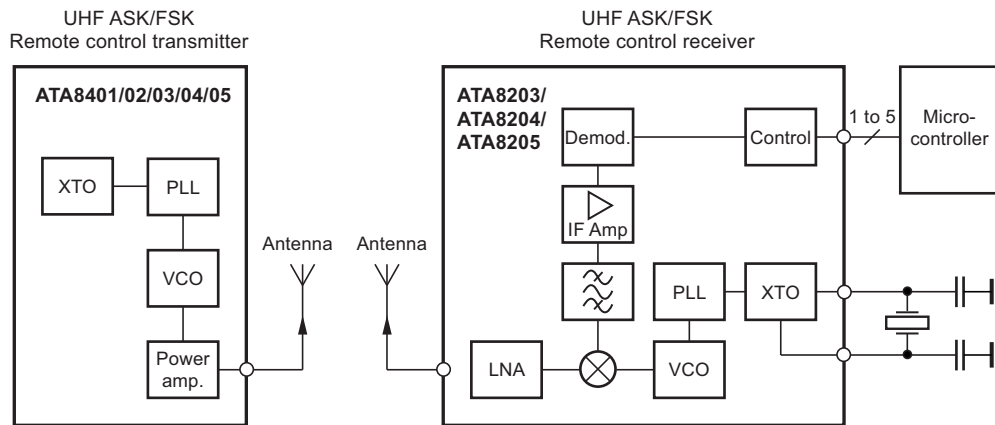 UHF ASK/FSK
Remote control transmitter
ATA8401/02/03/04/05
XTO
PLL
VCO
Power
amp.
Antenna
Antenna
UHF ASK/FSK
Remote control receiver
ATA8203/
ATA8204/
ATA8205
Demod.
Control
1 to 5
Micro-
controller
IF Amp
PLL
XTO
LNA
VCO